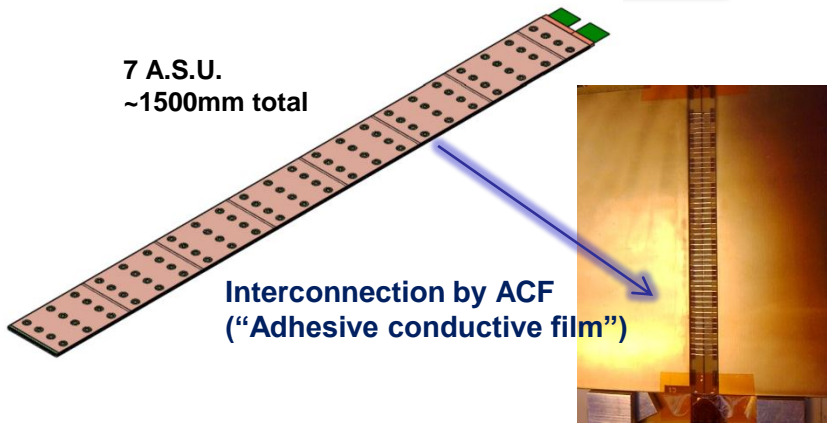 7 A.S.U.
~1500mm total
Interconnection by ACF
(“Adhesive conductive film”)